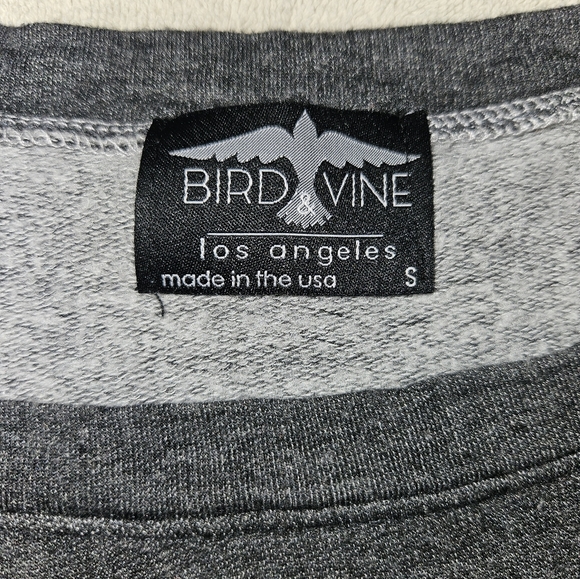 BIRD & VINE
los angeles
made in the usa S